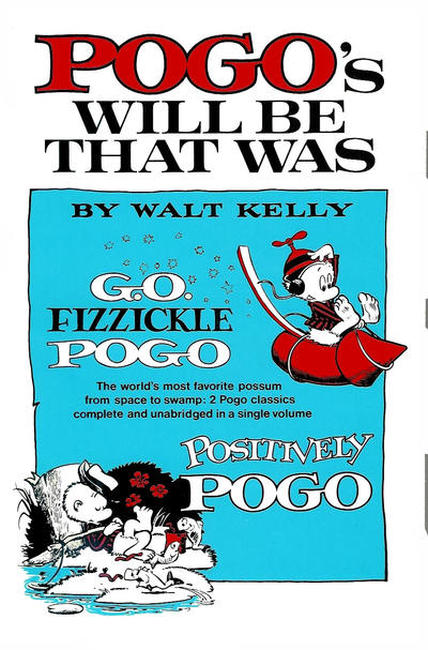 POGO's
WILL BE
THAT WAS
BY WALT KELLY
G.O.
FIZZICKLE
POGO
The world's most favorite possum
from space to swamp: 2 Pogo classics
complete and unabridged in a single volume
POSITIVELY
POGO